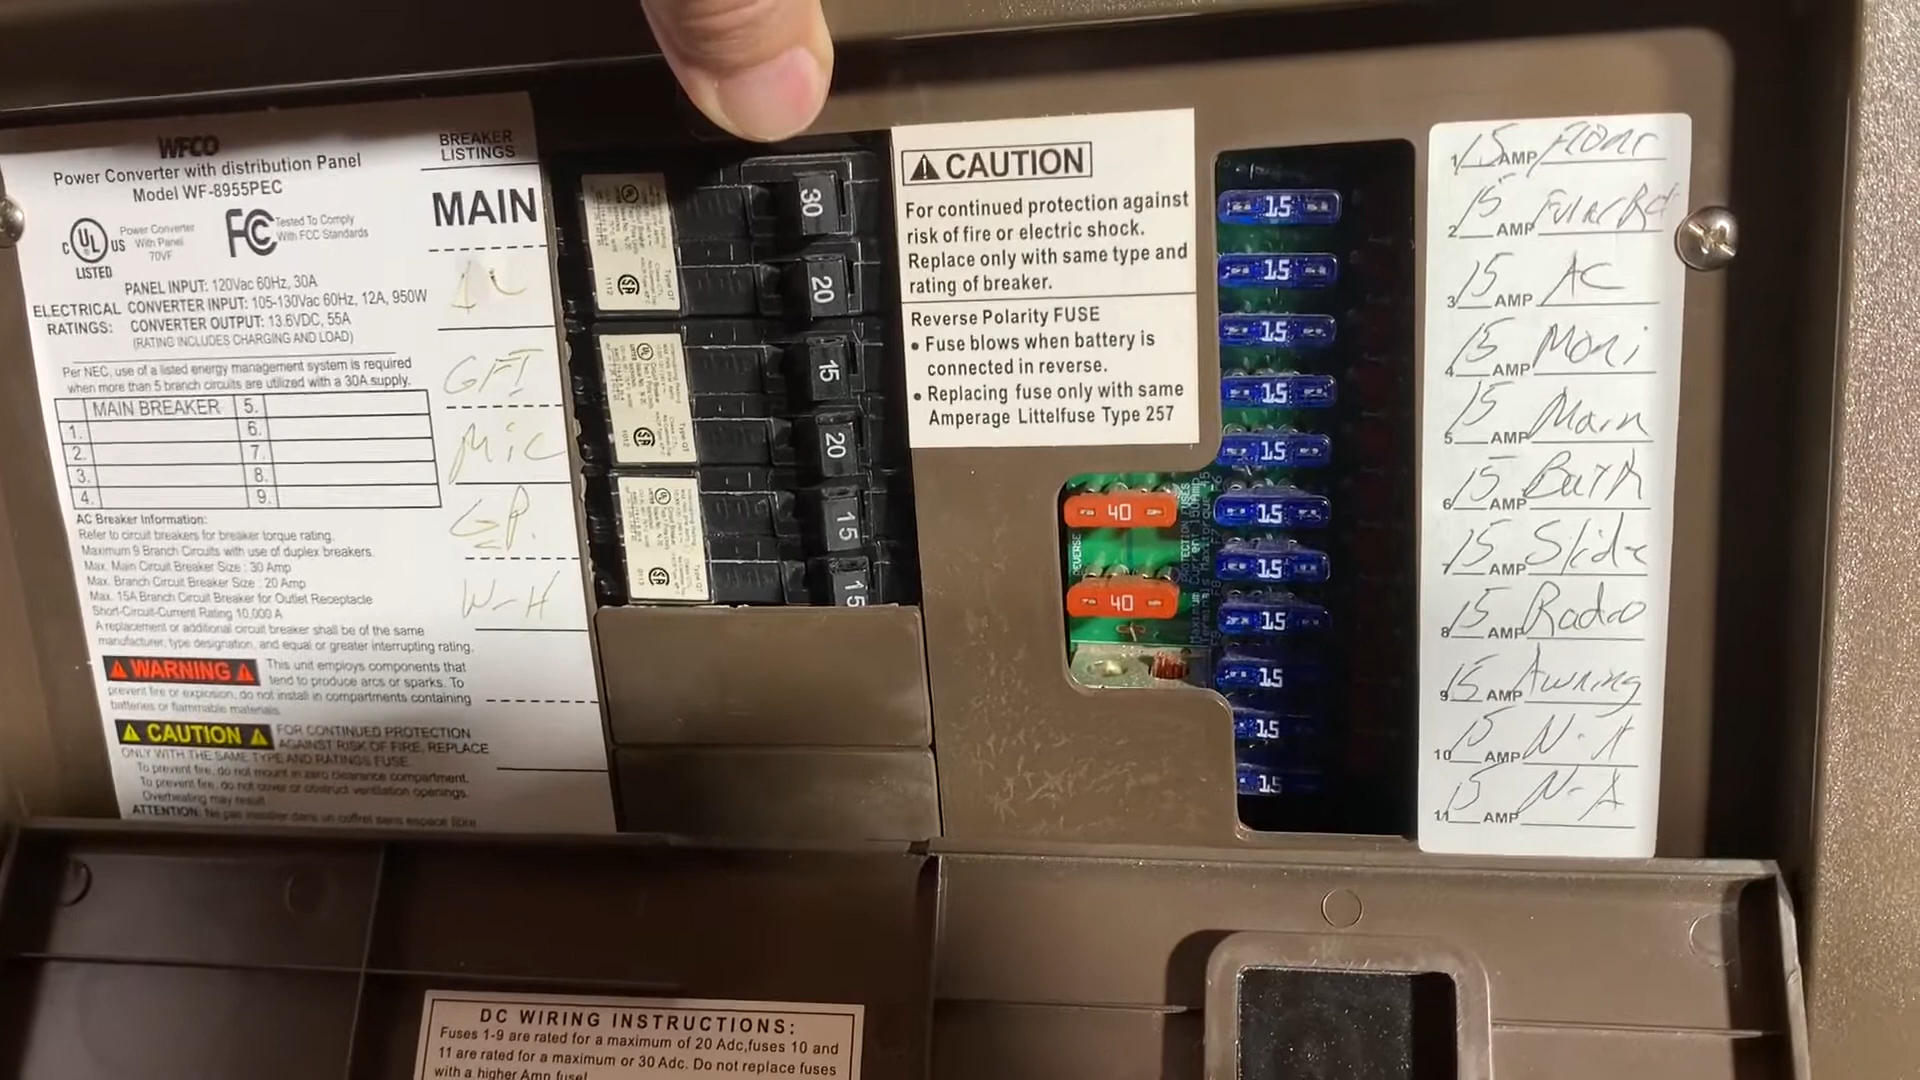 WFCO
Power Converter with distribution Panel
Model WF-8955PEC
C UL US
LISTED
Power Converter
With Panel
70VF
FC
Tested To Comply
With FCC Standards
PANEL INPUT: 120Vac 60Hz, 30A
ELECTRICAL RATINGS:
CONVERTER INPUT: 105-130Vac 60Hz, 12A, 950W
CONVERTER OUTPUT: 13.6VDC, 55A
(RATING INCLUDES CHARGING AND LOAD)
Per NEC, use of a listed energy management system is required
when more than 5 branch circuits are utilized with a 30A supply.
MAIN BREAKER 5.
1. 6.
2. 7.
3. 8.
4. 9.
AC Breaker Information:
Refer to circuit breakers for breaker torque rating.
Maximum 9 Branch Circuits with use of duplex breakers.
Max. Main Circuit Breaker Size : 30 Amp
Max. Branch Circuit Breaker Size : 20 Amp
Max. 15A Branch Circuit Breaker for Outlet Receptacle
Short-Circuit-Current Rating 10,000 A
A replacement or additional circuit breaker shall be of the same
manufacturer, type designation, and equal or greater interrupting rating.
WARNING
This unit employs components that
tend to produce arcs or sparks. To
prevent fire or explosion, do not install in compartments containing
batteries or flammable materials.
CAUTION
FOR CONTINUED PROTECTION
AGAINST RISK OF FIRE, REPLACE
ONLY WITH THE SAME TYPE AND RATINGS FUSE.
To prevent fire, do not mount in zero clearance compartment.
To prevent fire, do not cover or obstruct ventilation openings.
Overheating may result.
ATTENTION: Ne pas installer dans un coffret sans espace libre
BREAKER
LISTINGS
MAIN
AC
GFI
Mic
G.P.
W-H
30
20
15
20
15
15
CAUTION
For continued protection against
risk of fire or electric shock.
Replace only with same type and
rating of breaker.
Reverse Polarity FUSE
• Fuse blows when battery is
connected in reverse.
• Replacing fuse only with same
Amperage Littelfuse Type 257
40
40
REVERSE
15
15
15
15
15
15
15
15
15
15
15
1 15 AMP Floor
2 15 AMP
3 15 AMP AC
4 15 AMP Moni
5 15 AMP Main
6 15 AMP Bath
7 15 AMP Slide
8 15 AMP Radio
9 15 AMP Awning
10 15 AMP N-A
11 15 AMP N-A
DC WIRING INSTRUCTIONS:
Fuses 1-9 are rated for a maximum of 20 Adc,fuses 10 and
11 are rated for a maximum or 30 Adc. Do not replace fuses
with a higher Amp fuse!